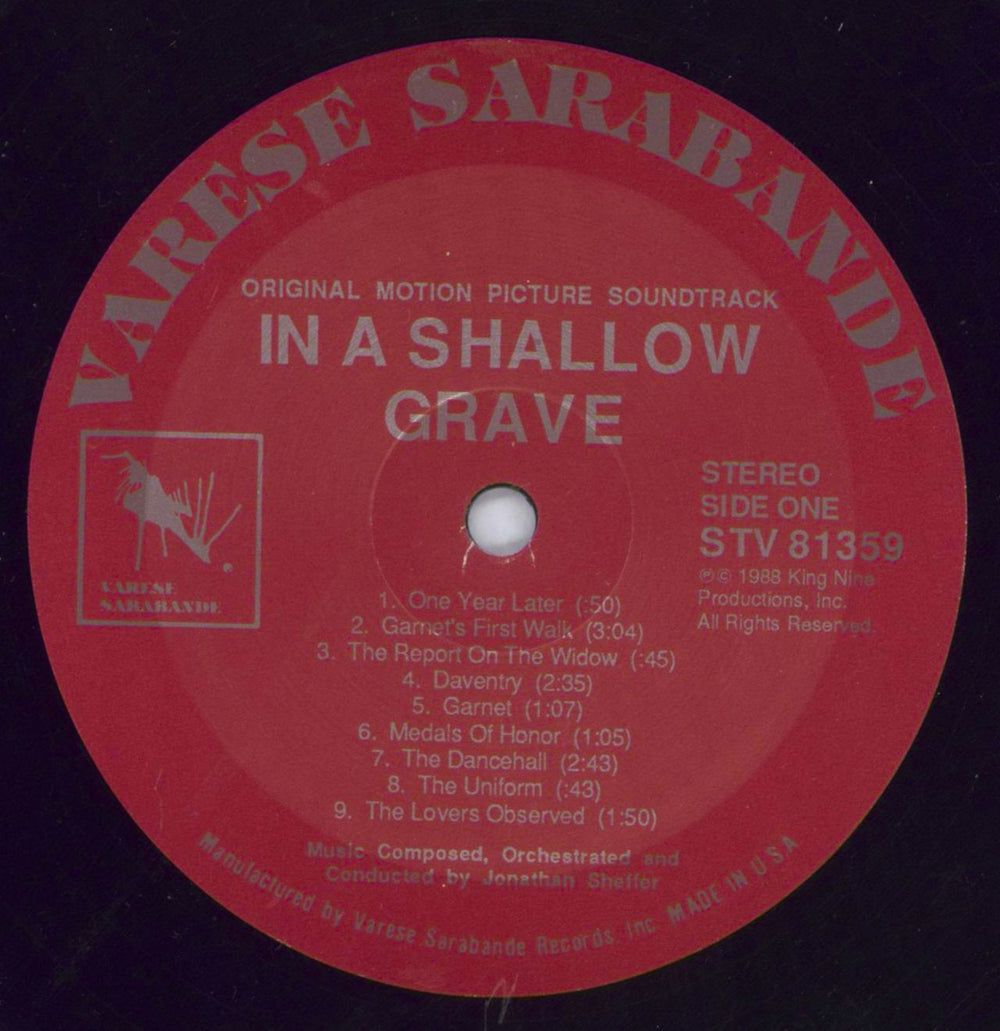 VARESE SARABANDE
ORIGINAL MOTION PICTURE SOUNDTRACK
IN A SHALLOW
GRAVE
VARESE
SARABANDE
STEREO
SIDE ONE
STV 81359
℗© 1988 King Nine
Productions, Inc.
All Rights Reserved.
1. One Year Later (:50)
2. Garnet's First Walk (3:04)
3. The Report On The Widow (:45)
4. Daventry (2:35)
5. Garnet (1:07)
6. Medals Of Honor (1:05)
7. The Dancehall (2:43)
8. The Uniform (:43)
9. The Lovers Observed (1:50)
Music Composed, Orchestrated and
Conducted by Jonathan Sheffer
Manufactured by Varese Sarabande Records, Inc. MADE IN U.S.A